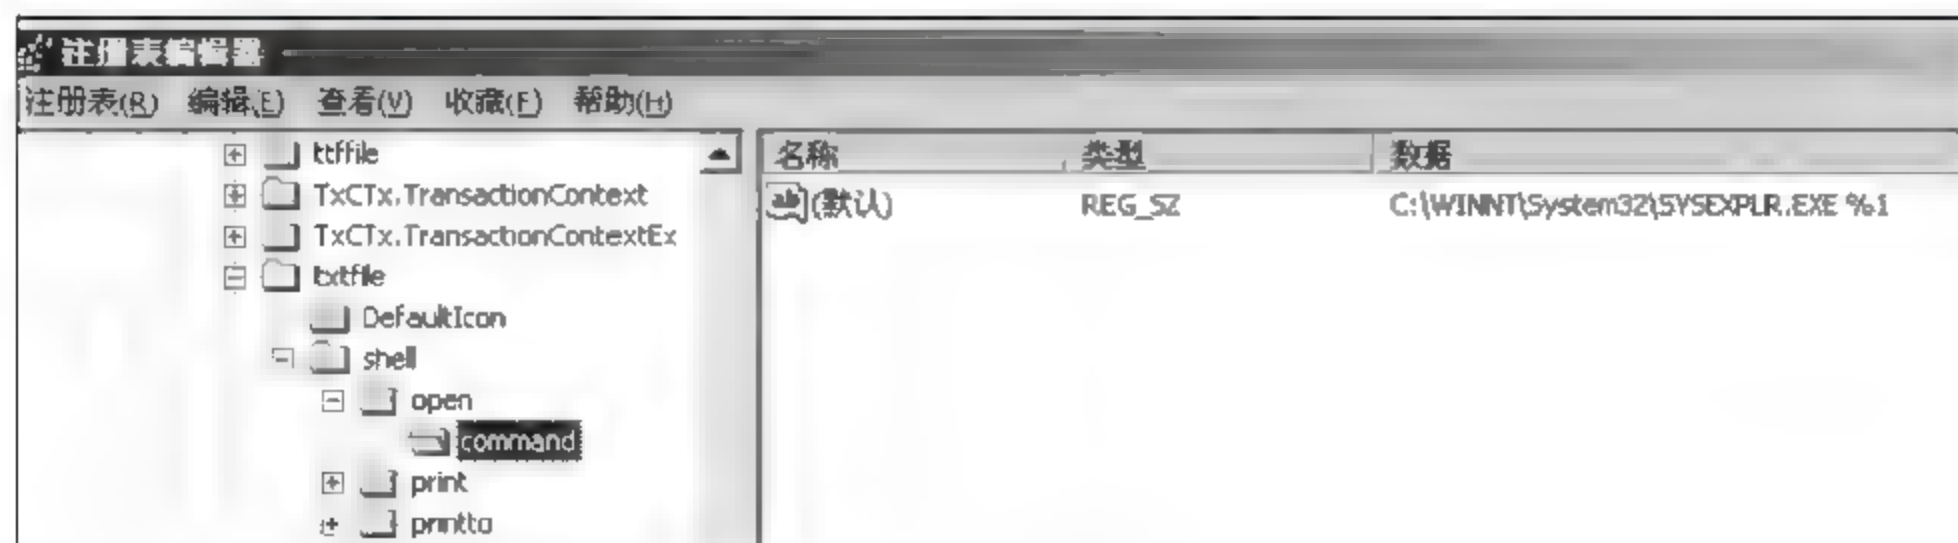 注册表编辑器
注册表(R) 编辑(E) 查看(V) 收藏(F) 帮助(H)
ttffile
TxCTx.TransactionContext
TxCTx.TransactionContextEx
txtfile
DefaultIcon
shell
open
command
print
printto
名称 类型 数据
ab (默认) REG_SZ C:\WINNT\System32\SYSEXPLR.EXE %1